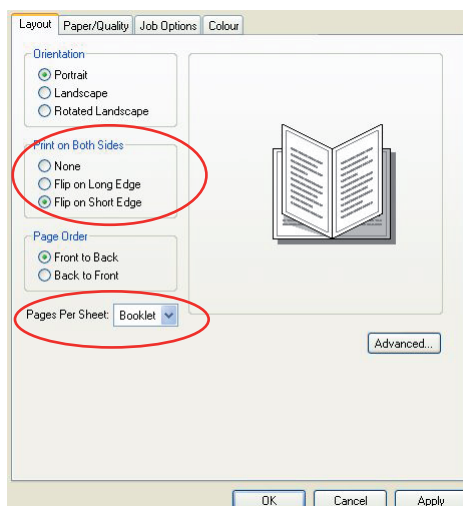 Layout Paper/Quality Job Options Colour
Orientation
Portrait
Landscape
Rotated Landscape
Print on Both Sides
None
Flip on Long Edge
Flip on Short Edge
Page Order
Front to Back
Back to Front
Pages Per Sheet: Booklet
Advanced...
OK Cancel Apply